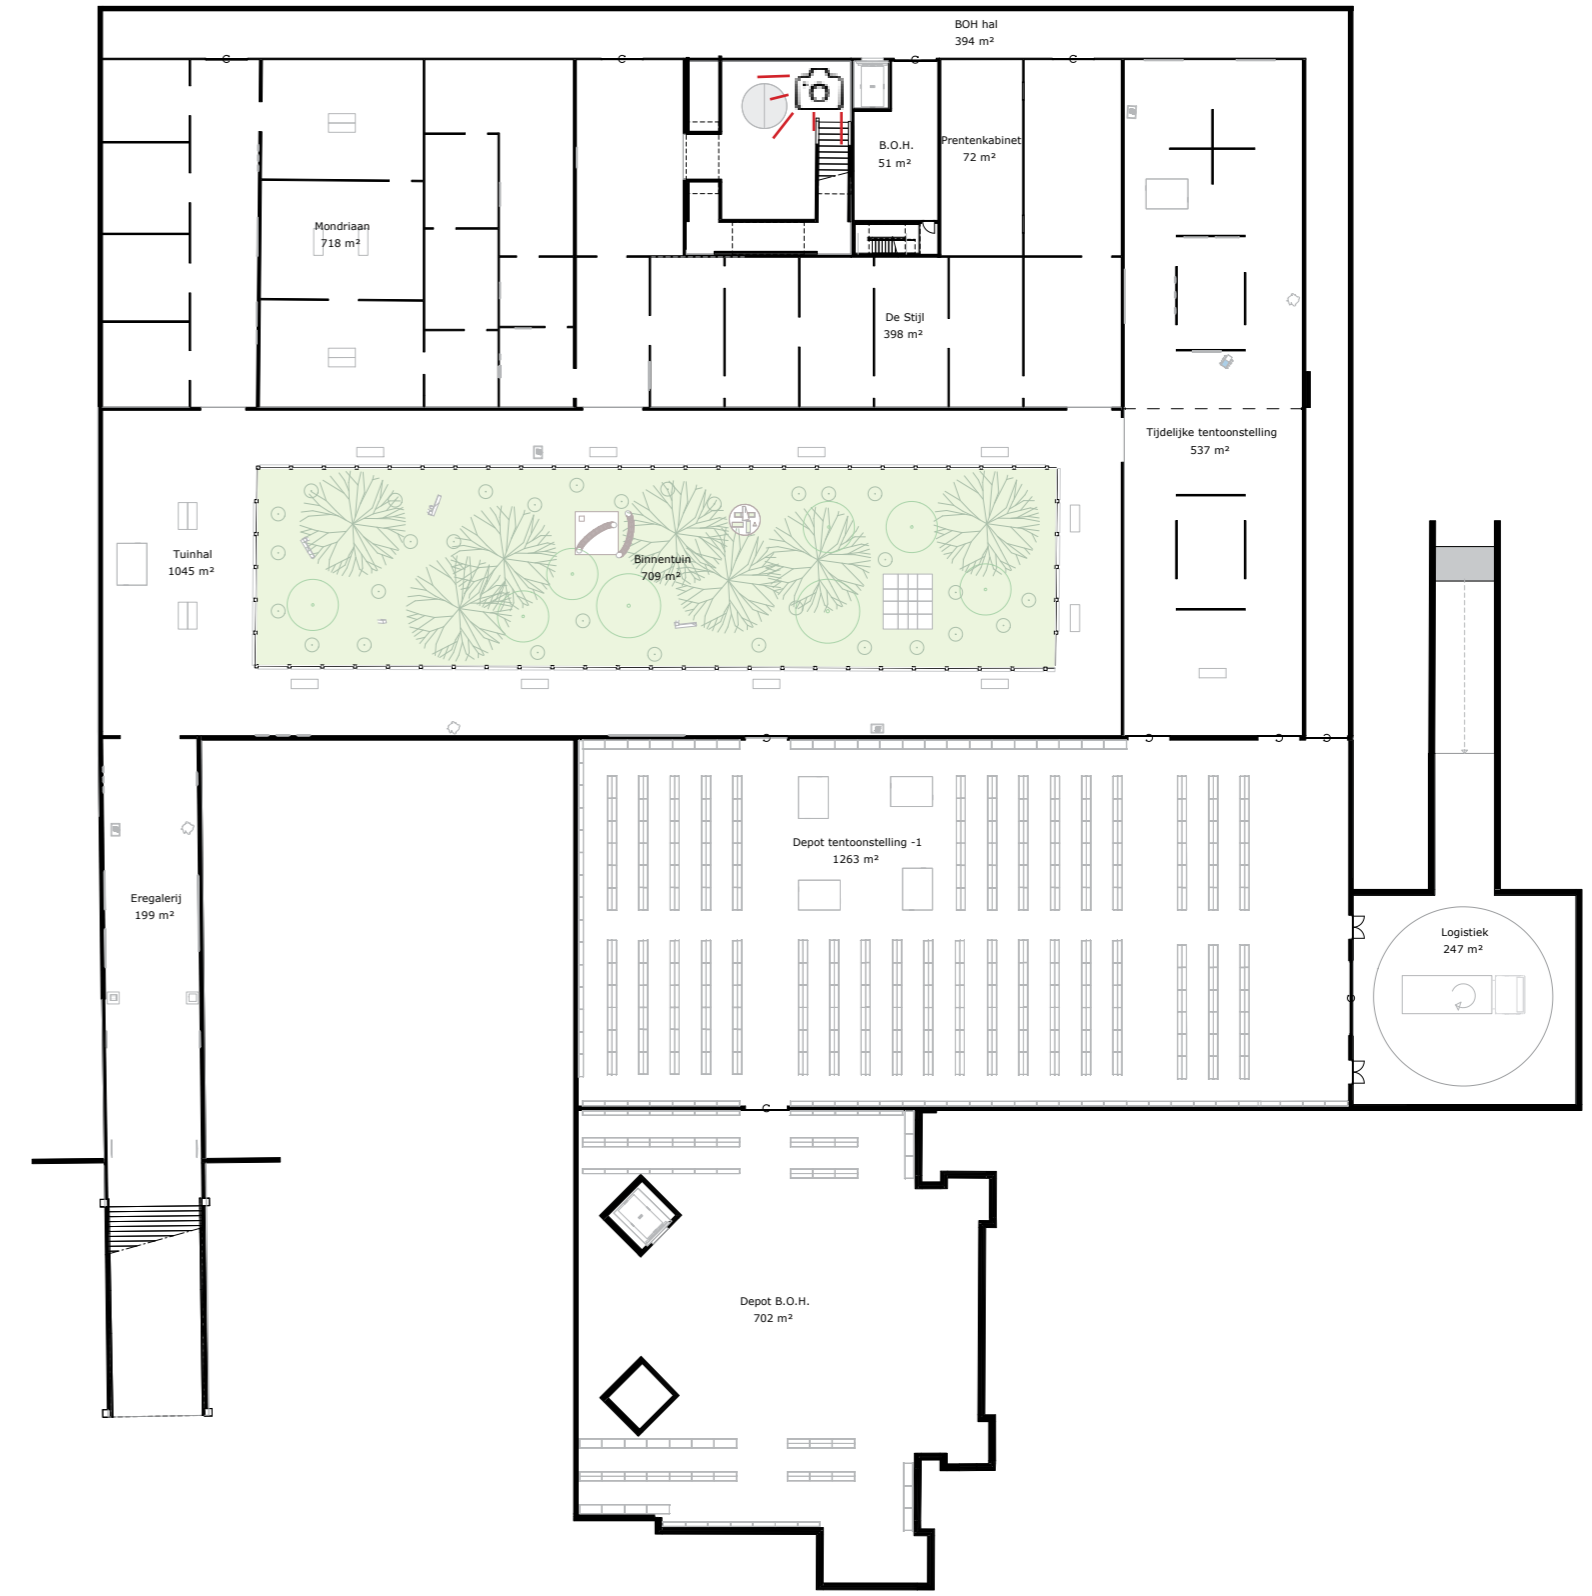 BOH hal
394 m²
B.O.H.
51 m²
Prentenkabinet
72 m²
Mondriaan
718 m²
De Stijl
398 m²
Tijdelijke tentoonstelling
537 m²
Tuinhal
1045 m²
Binnentuin
709 m²
Depot tentoonstelling -1
1263 m²
Eregalerij
199 m²
Logistiek
247 m²
Depot B.O.H.
702 m²